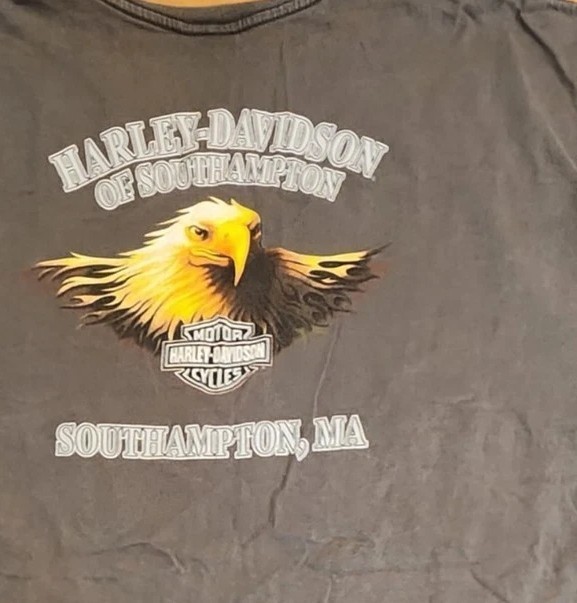 HARLEY-DAVIDSON
OF SOUTHAMPTON
MOTOR
HARLEY-DAVIDSON
CYCLES
SOUTHAMPTON, MA